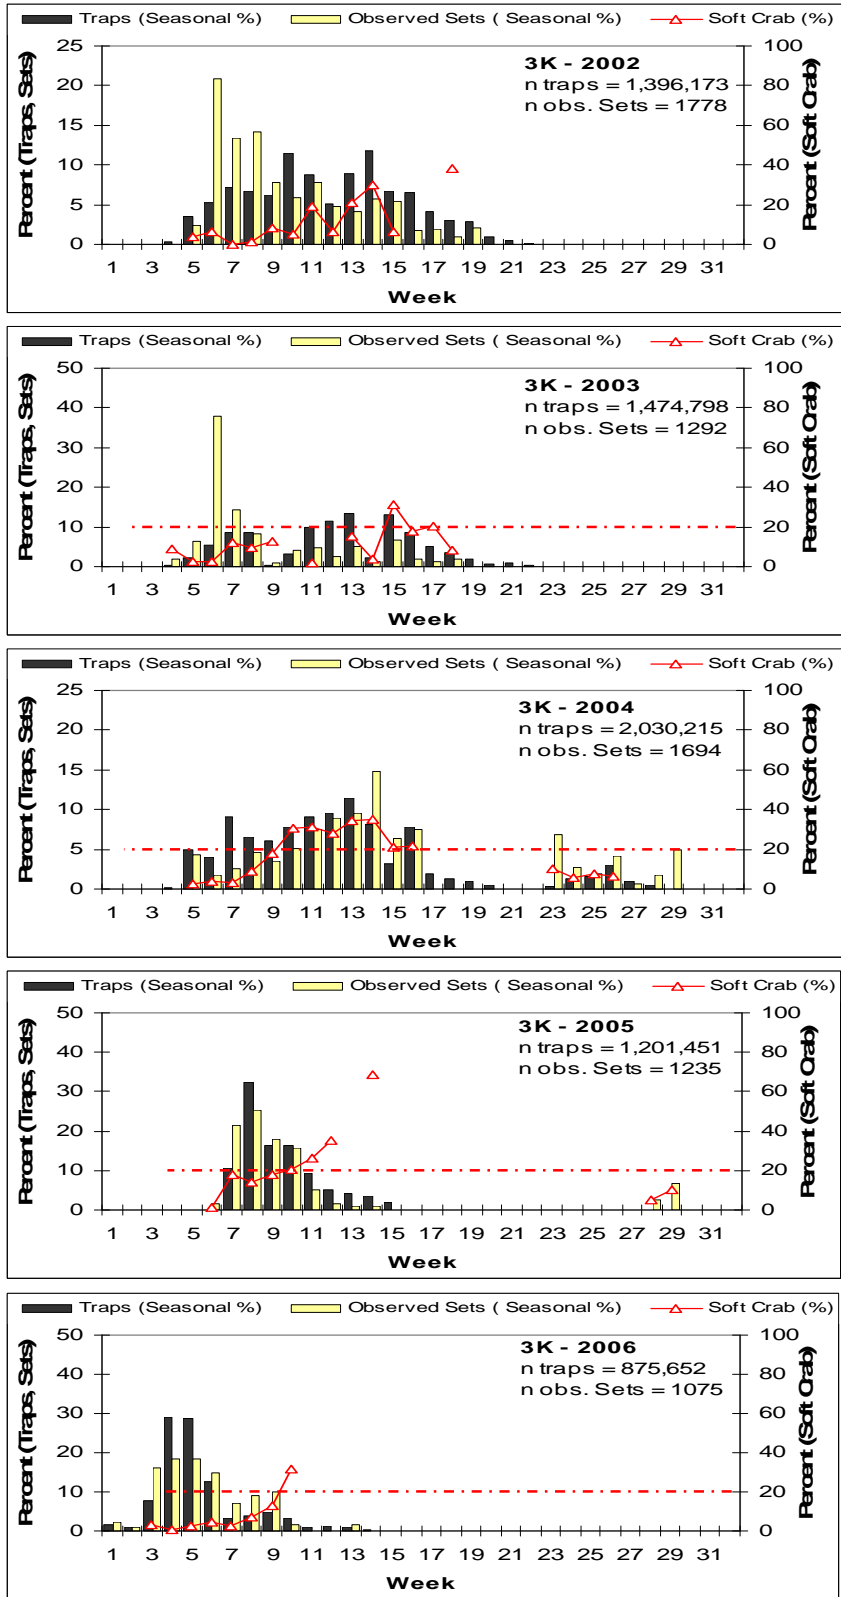 Traps (Seasonal %) Observed Sets ( Seasonal %) Soft Crab (%)
3K - 2002
n traps = 1,396,173
n obs. Sets = 1778
Percent (Traps, Sets)
25
20
15
10
5
0
Percent (Soft Crab)
100
80
60
40
20
0
1 3 5 7 9 11 13 15 17 19 21 23 25 27 29 31
Week
Traps (Seasonal %) Observed Sets ( Seasonal %) Soft Crab (%)
3K - 2003
n traps = 1,474,798
n obs. Sets = 1292
Percent (Traps, Sets)
50
40
30
20
10
0
Percent (Soft Crab)
100
80
60
40
20
0
1 3 5 7 9 11 13 15 17 19 21 23 25 27 29 31
Week
Traps (Seasonal %) Observed Sets ( Seasonal %) Soft Crab (%)
3K - 2004
n traps = 2,030,215
n obs. Sets = 1694
Percent (Traps, Sets)
25
20
15
10
5
0
Percent (Soft Crab)
100
80
60
40
20
0
1 3 5 7 9 11 13 15 17 19 21 23 25 27 29 31
Week
Traps (Seasonal %) Observed Sets ( Seasonal %) Soft Crab (%)
3K - 2005
n traps = 1,201,451
n obs. Sets = 1235
Percent (Traps, Sets)
50
40
30
20
10
0
Percent (Soft Crab)
100
80
60
40
20
0
1 3 5 7 9 11 13 15 17 19 21 23 25 27 29 31
Week
Traps (Seasonal %) Observed Sets ( Seasonal %) Soft Crab (%)
3K - 2006
n traps = 875,652
n obs. Sets = 1075
Percent (Traps, Sets)
50
40
30
20
10
0
Percent (Soft Crab)
100
80
60
40
20
0
1 3 5 7 9 11 13 15 17 19 21 23 25 27 29 31
Week